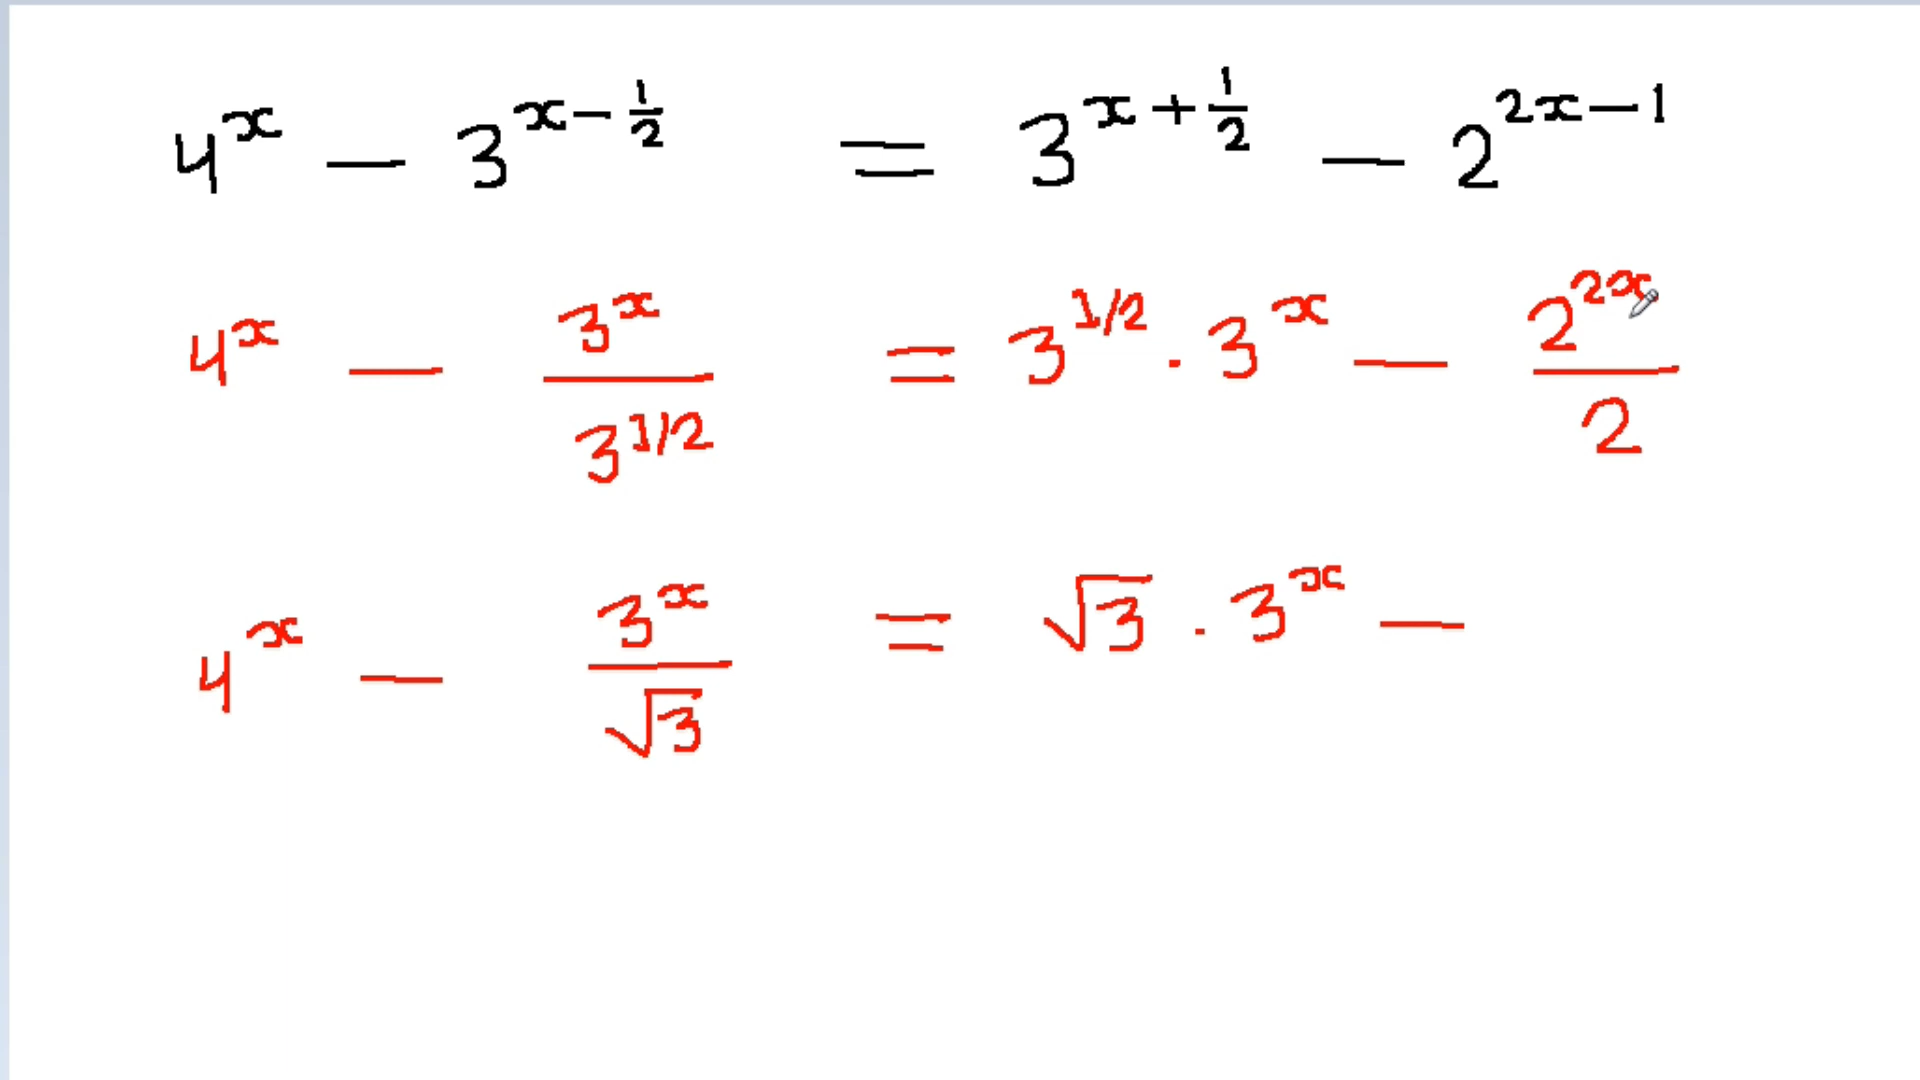 4^x − 3^(x − 1/2) = 3^(x + 1/2) − 2^(2x − 1)
4^x − 3^x / 3^(1/2) = 3^(1/2) · 3^x − 2^(2x) / 2
4^x − 3^x / √3 = √3 · 3^x −